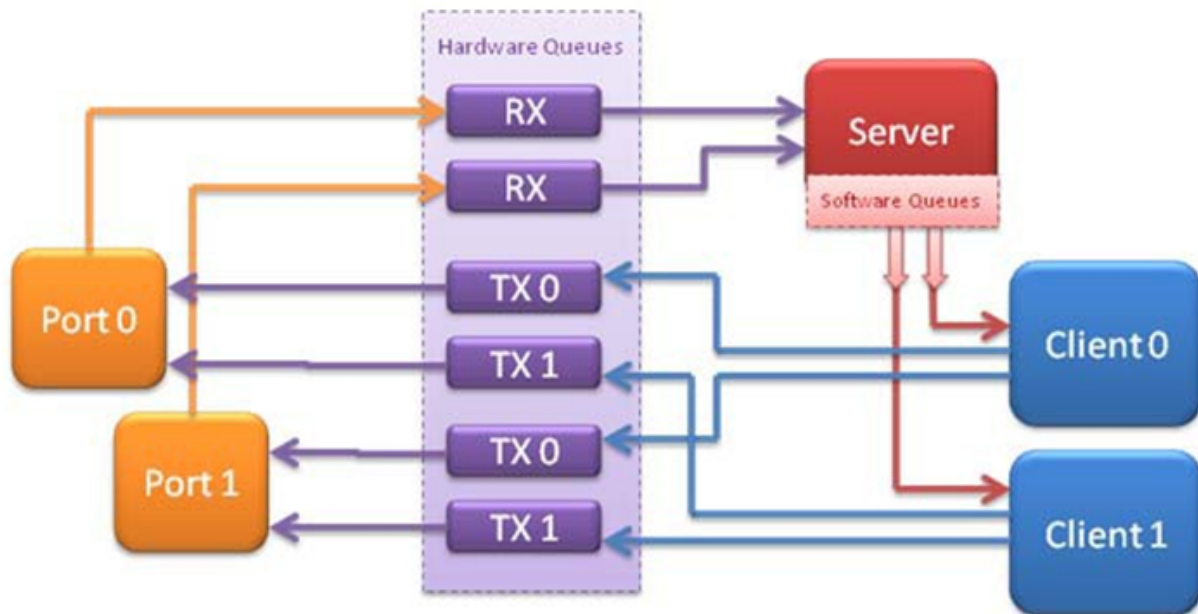 Hardware Queues
RX
RX
TX 0
TX 1
TX 0
TX 1
Server
Software Queues
Port 0
Port 1
Client 0
Client 1